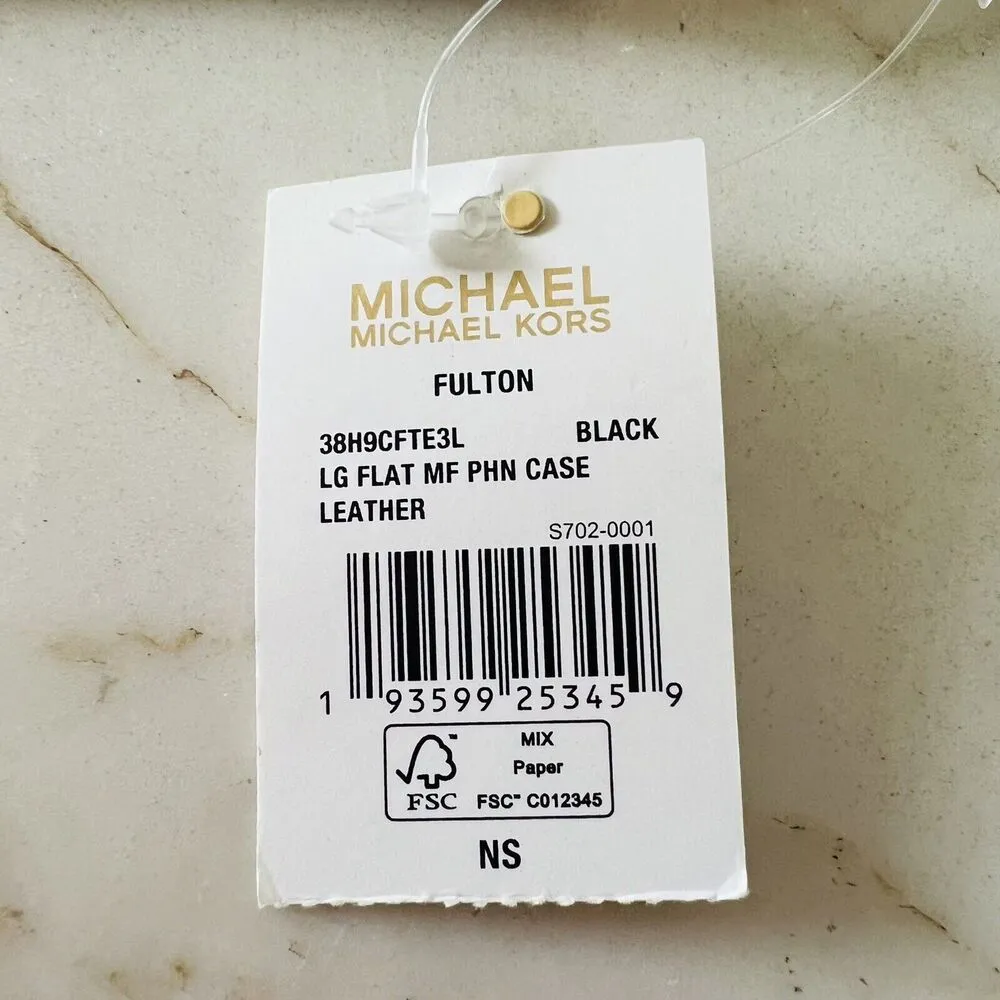 MICHAEL
MICHAEL KORS
FULTON
38H9CFTE3L BLACK
LG FLAT MF PHN CASE
LEATHER
S702-0001
1 93599 25345 9
MIX
Paper
FSC™ C012345
FSC
NS